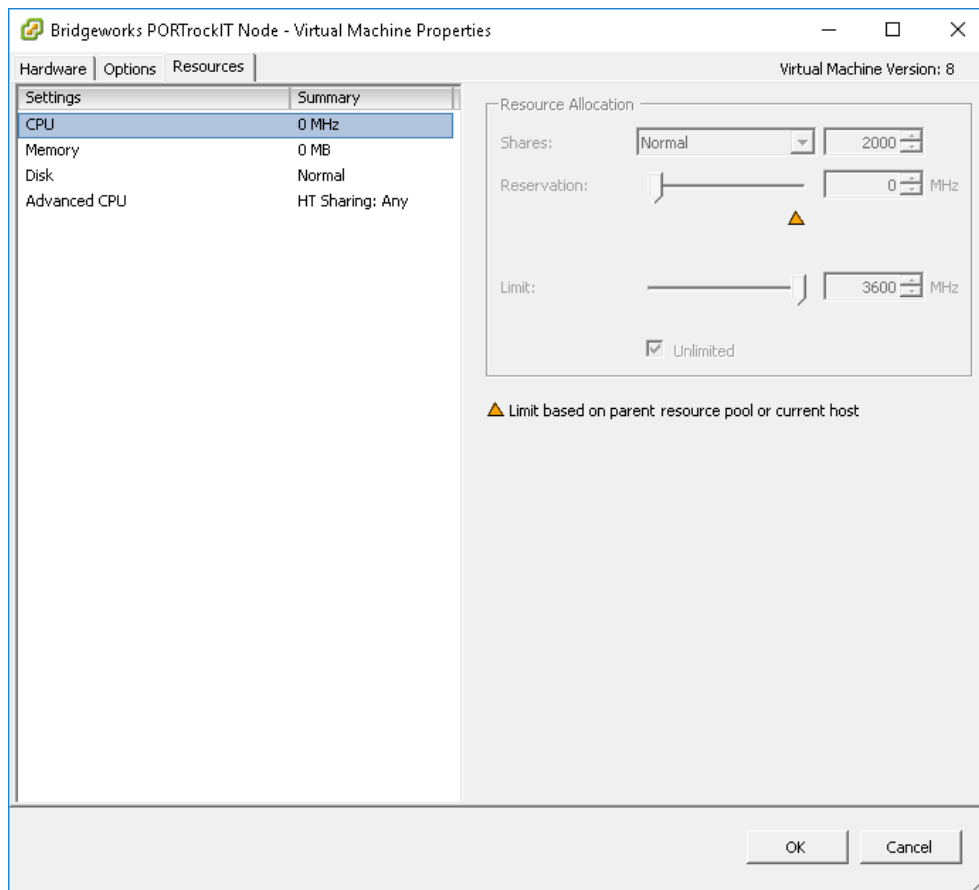 Bridgeworks PORTrockIT Node - Virtual Machine Properties
Hardware Options Resources Virtual Machine Version: 8
Settings Summary
CPU 0 MHz
Memory 0 MB
Disk Normal
Advanced CPU HT Sharing: Any
Resource Allocation
Shares: Normal 2000
Reservation: 0 MHz
Limit: 3600 MHz
Unlimited
Limit based on parent resource pool or current host
OK Cancel